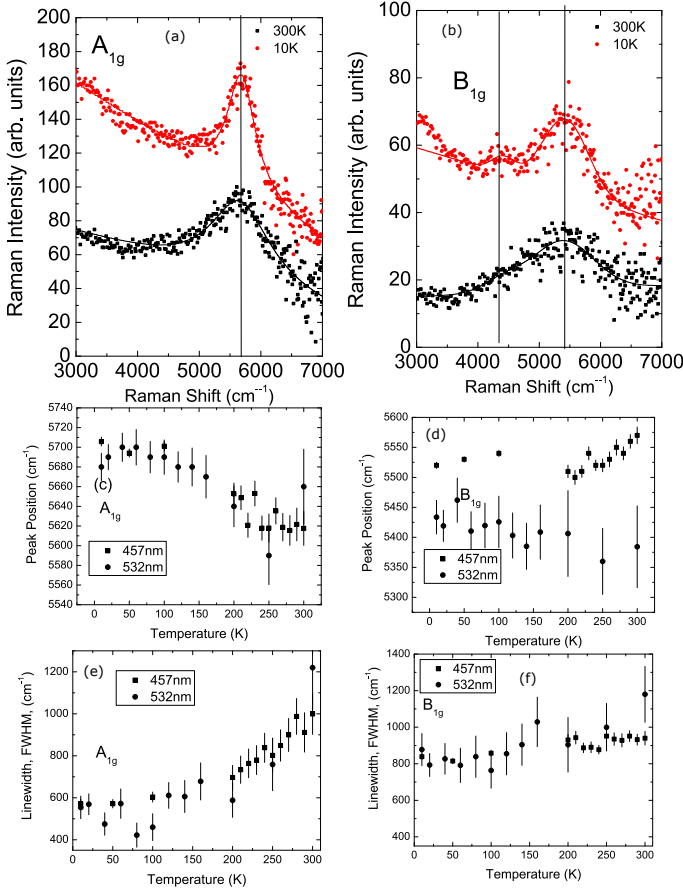 (a)
A1g
300K
10K
Raman Intensity (arb. units)
200
180
160
140
120
100
80
60
40
20
0
3000 4000 5000 6000 7000
Raman Shift (cm⁻⁻¹)
(b)
B1g
300K
10K
Raman Intensity (arb. units)
100
80
60
40
20
0
3000 4000 5000 6000 7000
Raman Shift (cm⁻⁻¹)
5740
5720
5700
5680
5660
5640
5620
5600
5580
5560
5540
Peak Position (cm⁻¹)
(c)
A1g
457nm
532nm
0 50 100 150 200 250 300
Temperature (K)
5600
5550
5500
5450
5400
5350
5300
Peak Position (cm⁻¹)
(d)
B1g
457nm
532nm
0 50 100 150 200 250 300
Temperature (K)
1200
1000
800
600
400
Linewidth, FWHM, (cm⁻¹)
(e)
457nm
532nm
A1g
0 50 100 150 200 250 300
Temperature (K)
1400
1200
1000
800
600
400
Linewidth, FWHM, (cm⁻¹)
457nm
532nm
(f)
B1g
0 50 100 150 200 250 300
Temperature (K)